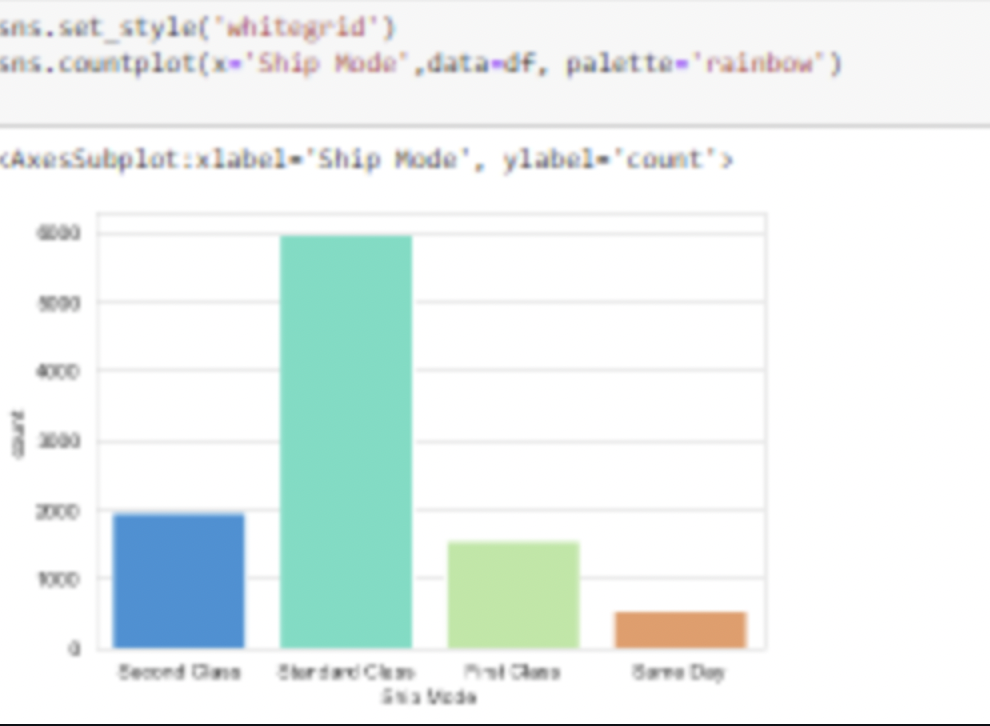 sns.set_style('whitegrid')
sns.countplot(x='Ship Mode',data=df, palette='rainbow')
<AxesSubplot:xlabel='Ship Mode', ylabel='count'>
6000
5000
4000
3000
2000
1000
0
count
Second Class Standard Class First Class Same Day
Ship Mode